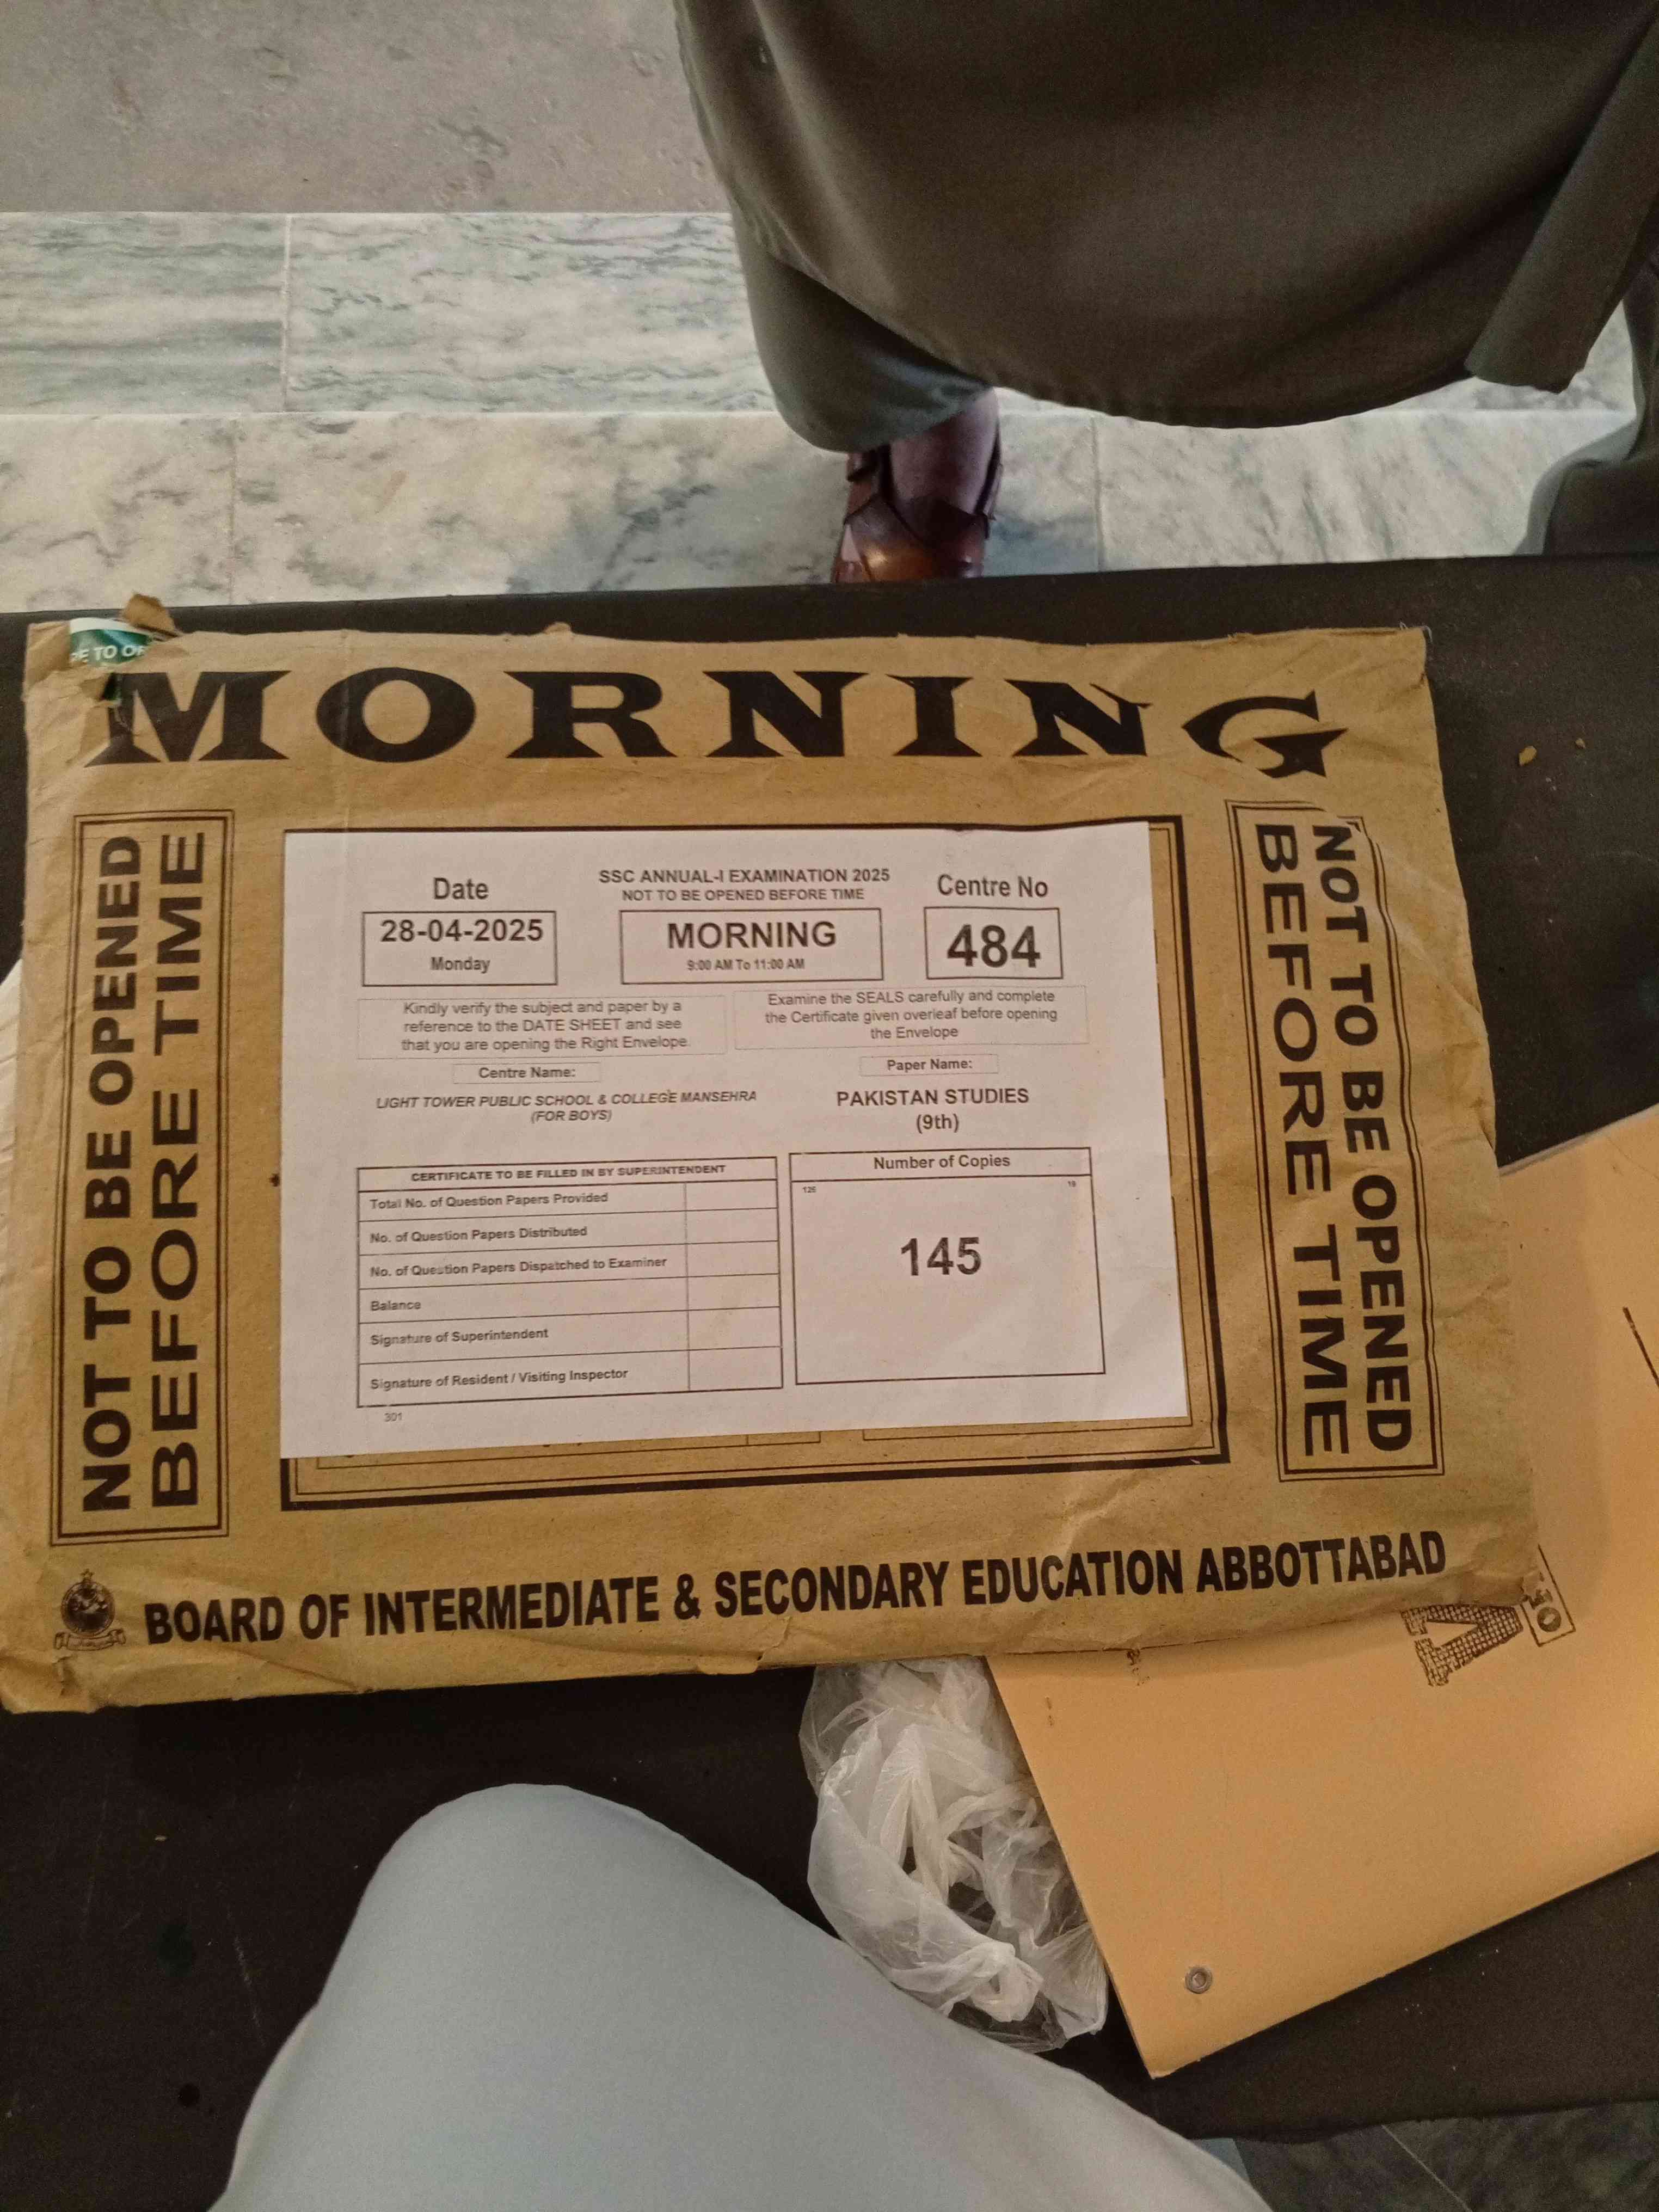 E TO OP
MORNING
NOT TO BE OPENED
BEFORE TIME
Date
28-04-2025
Monday
SSC ANNUAL-I EXAMINATION 2025
NOT TO BE OPENED BEFORE TIME
MORNING
9:00 AM To 11:00 AM
Centre No
484
Kindly verify the subject and paper by a
reference to the DATE SHEET and see
that you are opening the Right Envelope.
Examine the SEALS carefully and complete
the Certificate given overleaf before opening
the Envelope
Centre Name:
LIGHT TOWER PUBLIC SCHOOL & COLLEGE MANSEHRA
(FOR BOYS)
Paper Name:
PAKISTAN STUDIES
(9th)
CERTIFICATE TO BE FILLED IN BY SUPERINTENDENT
Total No. of Question Papers Provided
No. of Question Papers Distributed
No. of Question Papers Dispatched to Examiner
Balance
Signature of Superintendent
Signature of Resident / Visiting Inspector
301
Number of Copies
126 19
145
NOT TO BE OPENED
BEFORE TIME
BOARD OF INTERMEDIATE & SECONDARY EDUCATION ABBOTTABAD